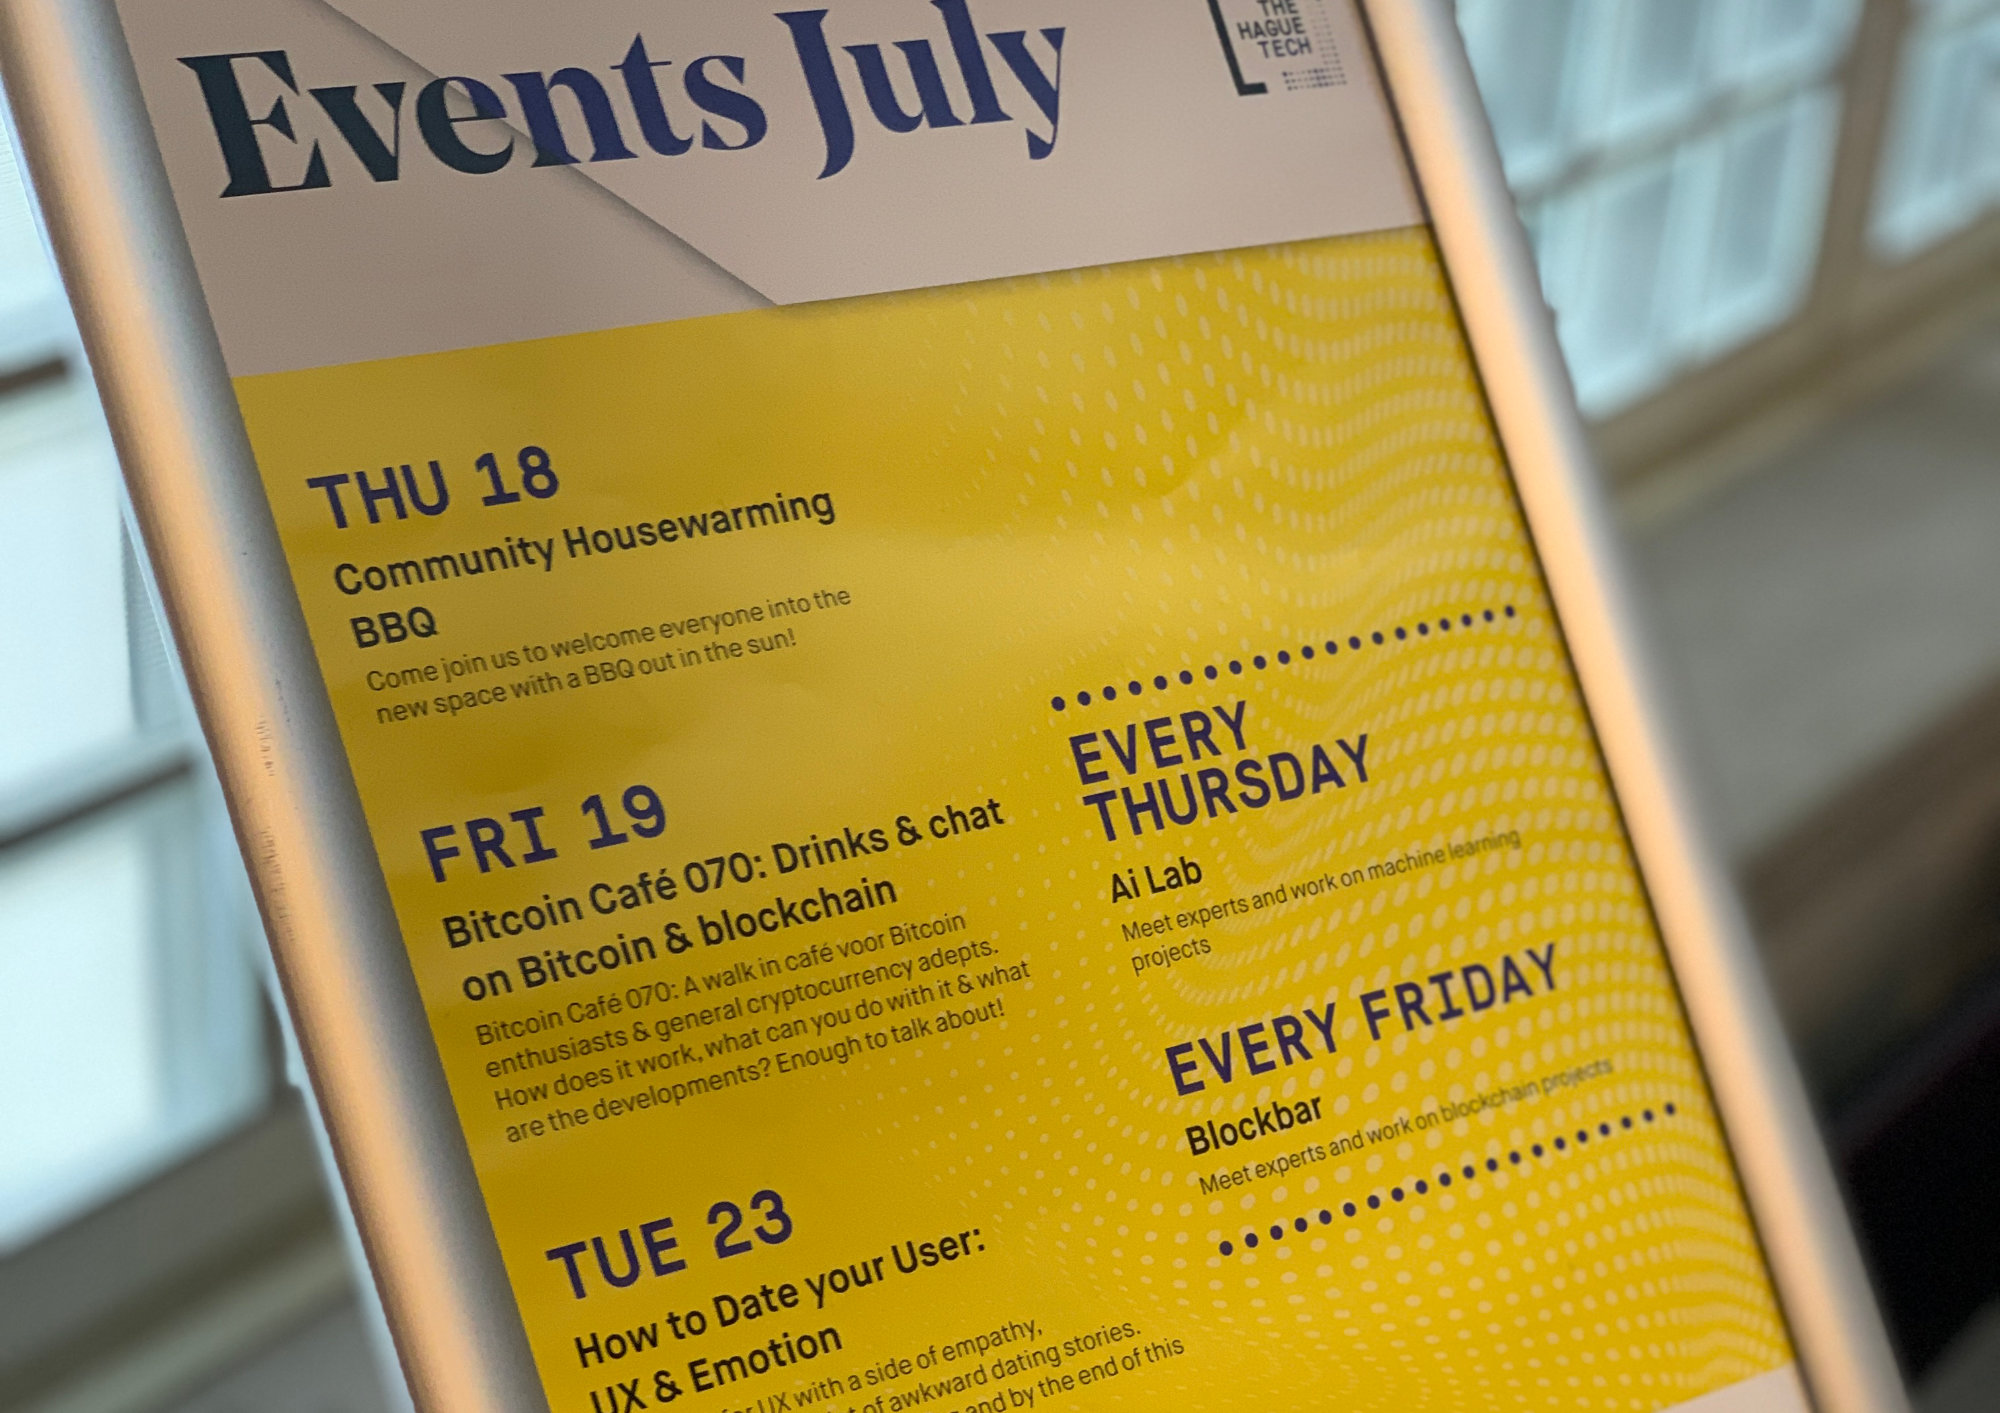 Events July
THE
HAGUE
TECH
THU 18
Community Housewarming
BBQ
Come join us to welcome everyone into the
new space with a BBQ out in the sun!
FRI 19
Bitcoin Café 070: Drinks & chat
on Bitcoin & blockchain
Bitcoin Café 070: A walk in café voor Bitcoin
enthusiasts & general cryptocurrency adepts.
How does it work, what can you do with it & what
are the developments? Enough to talk about!
TUE 23
How to Date your User:
UX & Emotion
UX with a side of empathy,
of awkward dating stories.
and by the end of this
EVERY
THURSDAY
Ai Lab
Meet experts and work on machine learning
projects
EVERY FRIDAY
Blockbar
Meet experts and work on blockchain projects